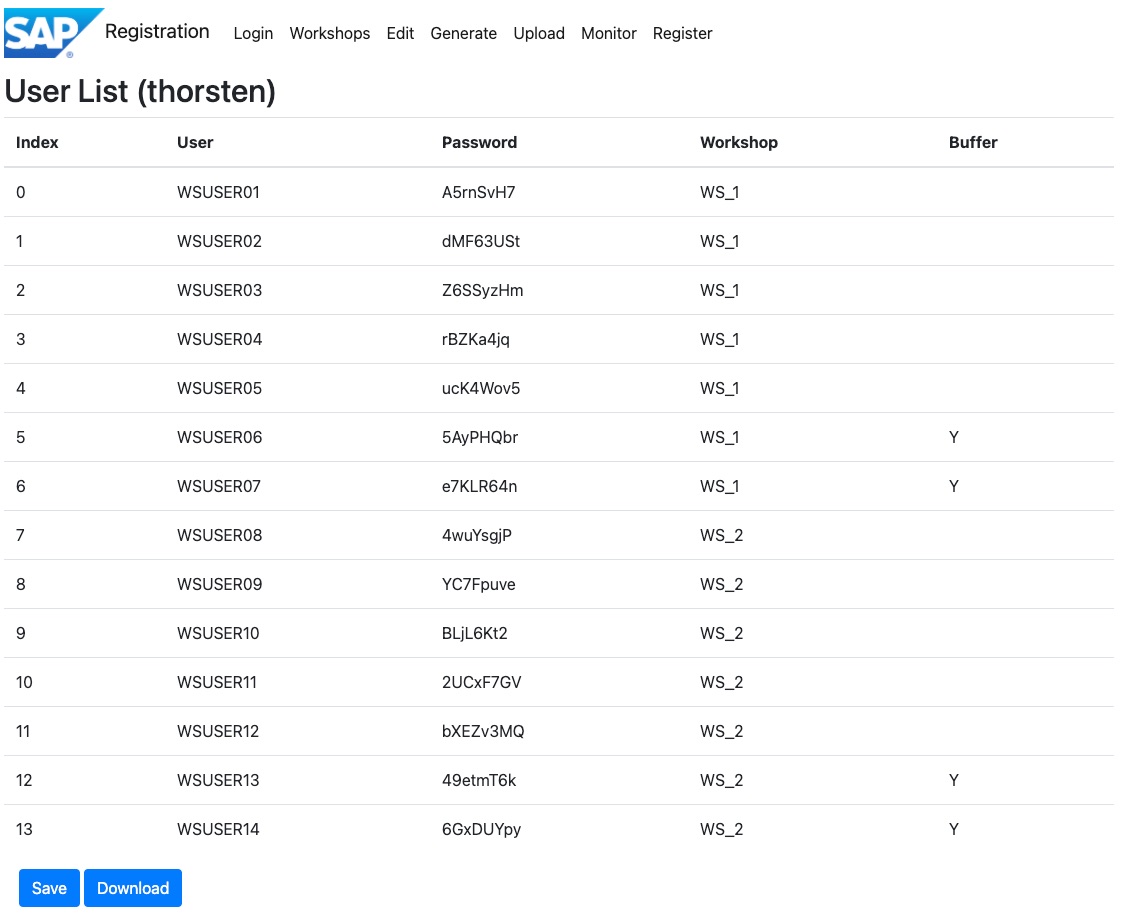 SAP ® Registration Login Workshops Edit Generate Upload Monitor Register
User List (thorsten)
Index User Password Workshop Buffer
0 WSUSER01 A5rnSvH7 WS_1
1 WSUSER02 dMF63USt WS_1
2 WSUSER03 Z6SSyzHm WS_1
3 WSUSER04 rBZKa4jq WS_1
4 WSUSER05 ucK4Wov5 WS_1
5 WSUSER06 5AyPHQbr WS_1 Y
6 WSUSER07 e7KLR64n WS_1 Y
7 WSUSER08 4wuYsgjP WS_2
8 WSUSER09 YC7Fpuve WS_2
9 WSUSER10 BLjL6Kt2 WS_2
10 WSUSER11 2UCxF7GV WS_2
11 WSUSER12 bXEZv3MQ WS_2
12 WSUSER13 49etmT6k WS_2 Y
13 WSUSER14 6GxDUYpy WS_2 Y
Save Download